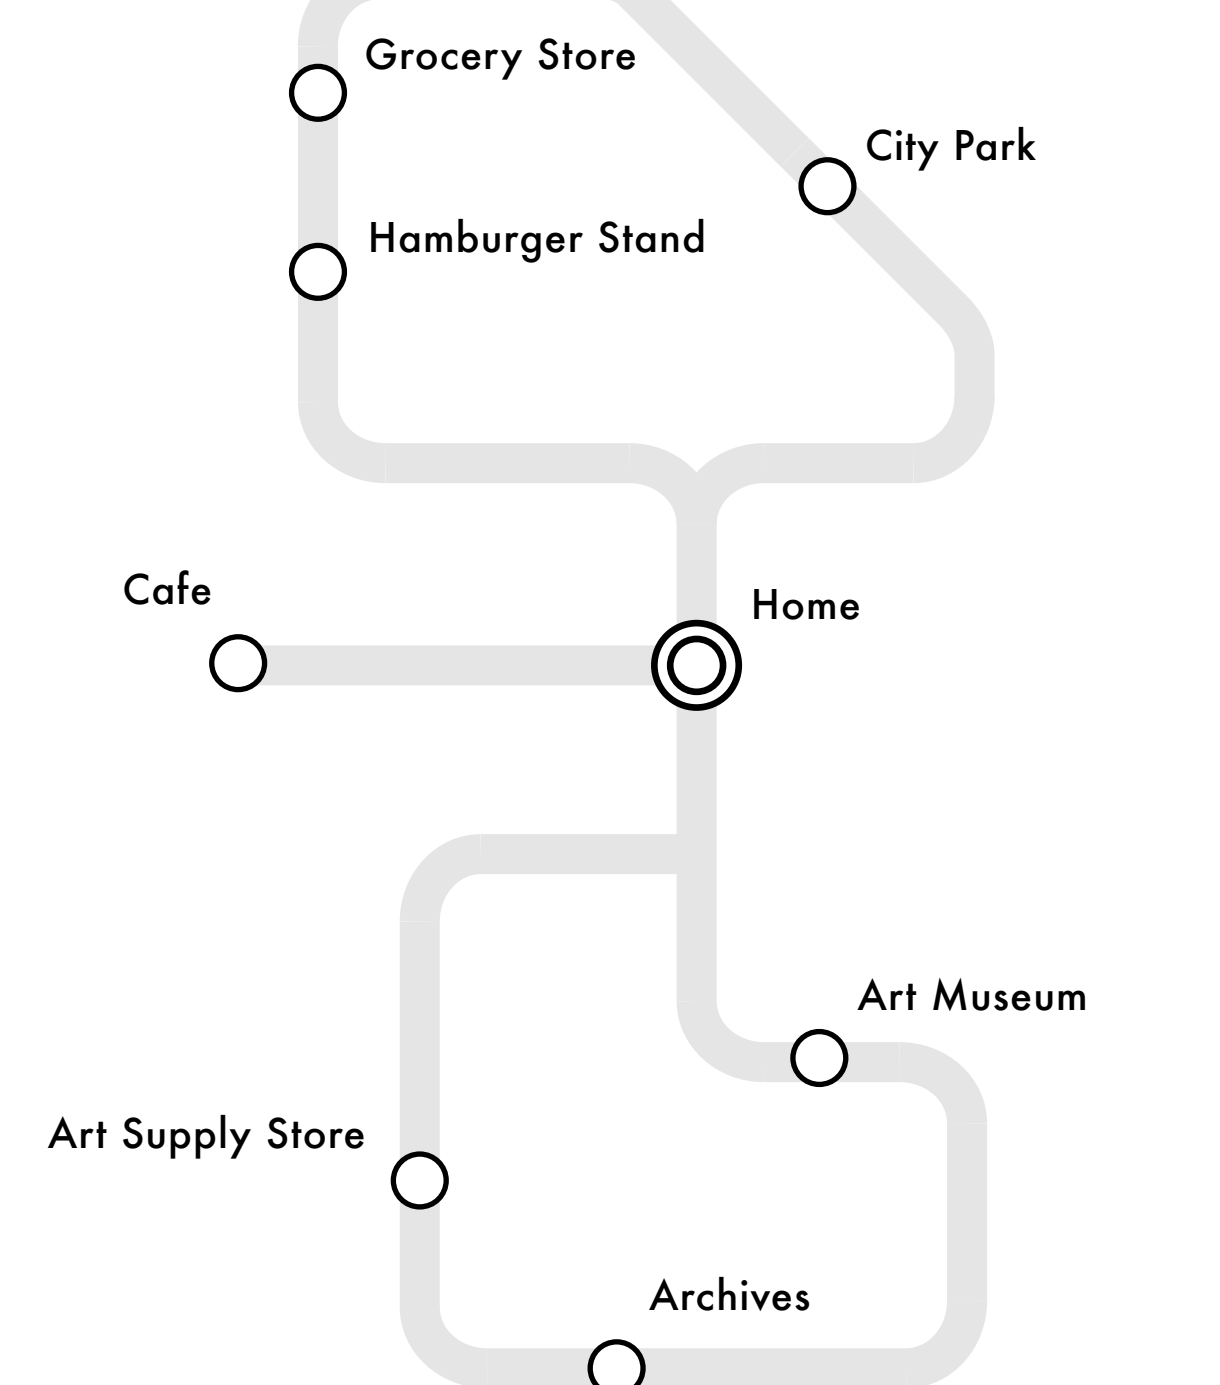 Grocery Store
City Park
Hamburger Stand
Cafe
Home
Art Museum
Art Supply Store
Archives